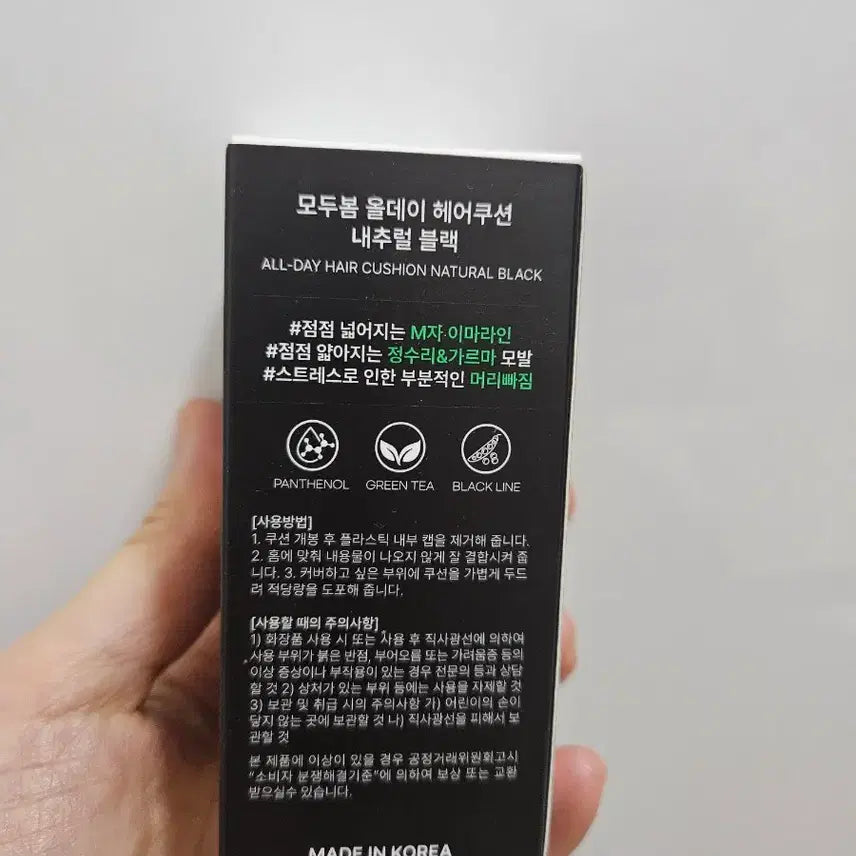 모두봄 올데이 헤어쿠션
내추럴 블랙
ALL-DAY HAIR CUSHION NATURAL BLACK
#점점 넓어지는 M자 이마라인
#점점 얇아지는 정수리&가르마 모발
#스트레스로 인한 부분적인 머리빠짐
PANTHENOL GREEN TEA BLACK LINE
[사용방법]
1. 쿠션 개봉 후 플라스틱 내부 캡을 제거해 줍니다.
2. 홈에 맞춰 내용물이 나오지 않게 잘 결합시켜 줍
니다. 3. 커버하고 싶은 부위에 쿠션을 가볍게 두드
려 적당량을 도포해 줍니다.
[사용할 때의 주의사항]
1) 화장품 사용 시 또는 사용 후 직사광선에 의하여
사용 부위가 붉은 반점, 부어오름 또는 가려움증 등의
이상 증상이나 부작용이 있는 경우 전문의 등과 상담
할 것 2) 상처가 있는 부위 등에는 사용을 자제할 것
3) 보관 및 취급 시의 주의사항 가) 어린이의 손이
닿지 않는 곳에 보관할 것 나) 직사광선을 피해서 보
관할 것
본 제품에 이상이 있을 경우 공정거래위원회고시
"소비자 분쟁해결기준"에 의하여 보상 또는 교환
받으실수 있습니다.
MADE IN KOREA